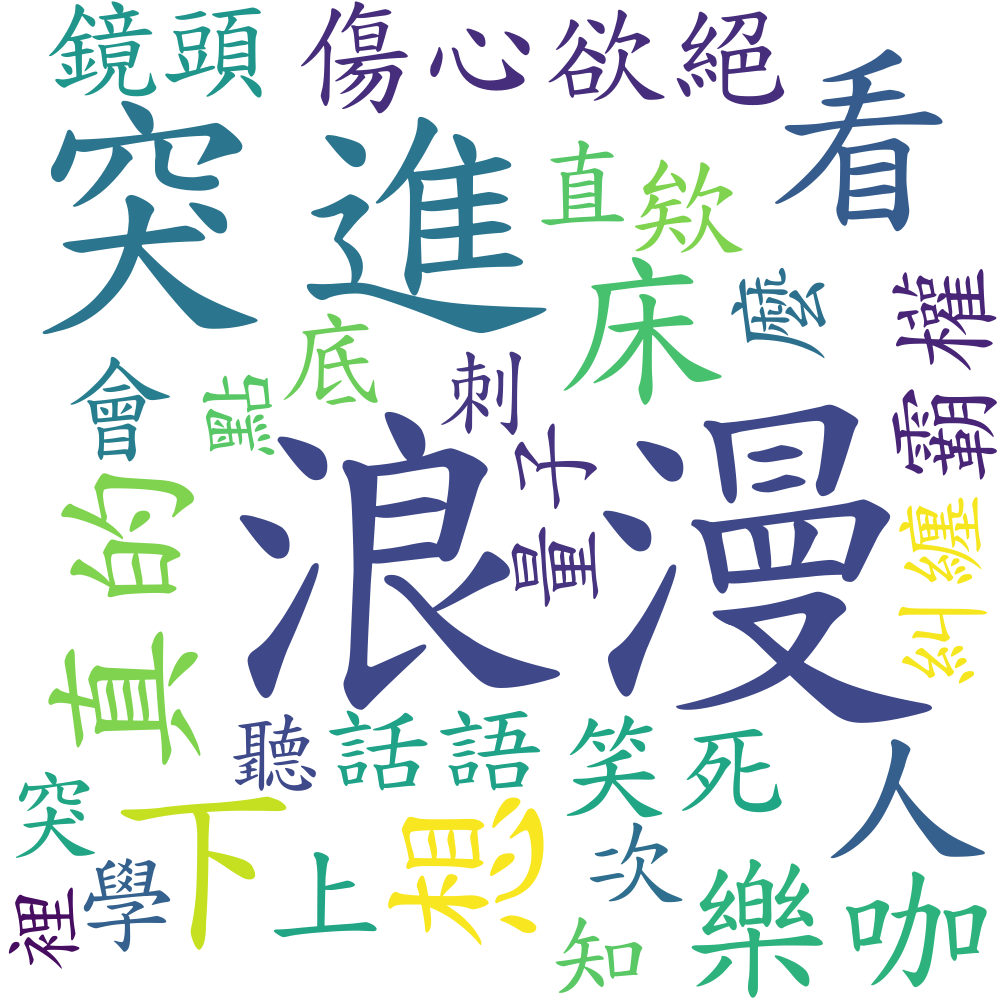 鏡頭
傷心欲絕
看
突進
直
欸
床
麼
霸權
會
點
底
刺
浪漫
量子
真的
糾纏
聽
話語
笑死
人
突
下
上
想
次
學
裡
知
樂
咖